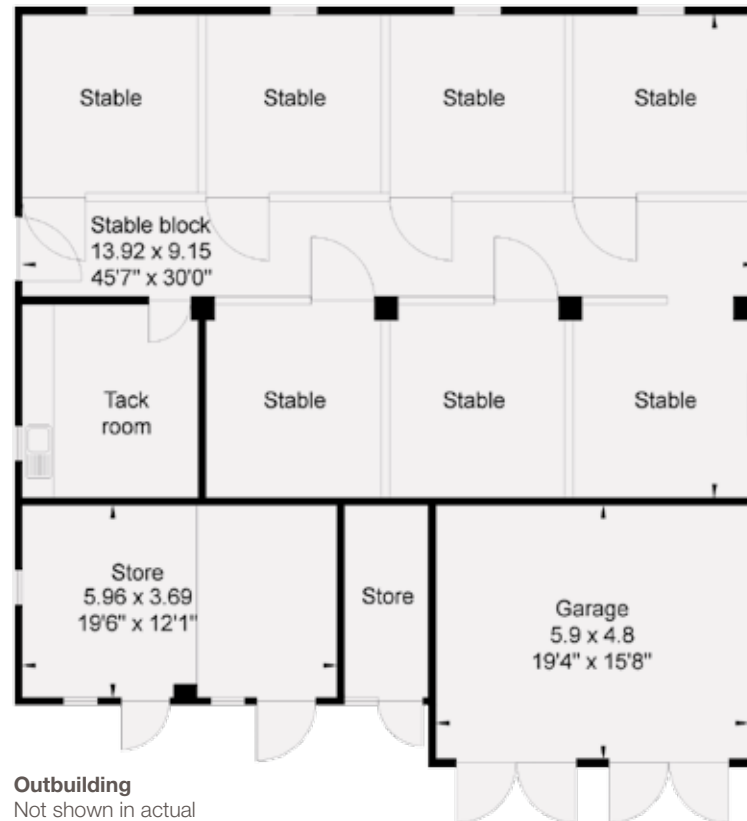 Stable
Stable
Stable
Stable
Stable block
13.92 x 9.15
45'7" x 30'0"
Tack
room
Stable
Stable
Stable
Store
5.96 x 3.69
19'6" x 12'1"
Store
Garage
5.9 x 4.8
19'4" x 15'8"
Outbuilding
Not shown in actual